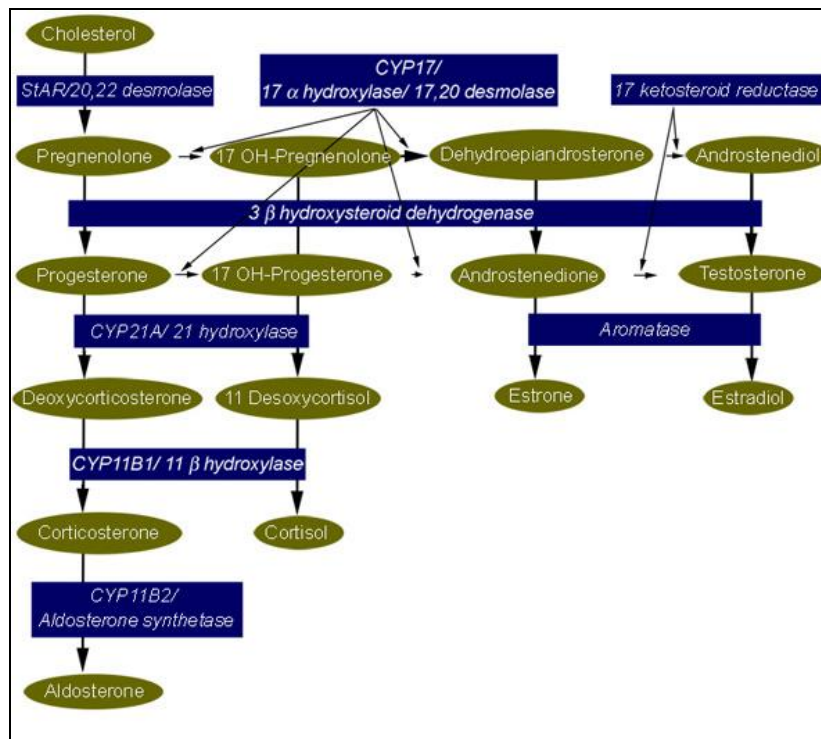 Cholesterol
StAR/20,22 desmolase
CYP17/
17 α hydroxylase/ 17,20 desmolase
17 ketosteroid reductase
Pregnenolone
17 OH-Pregnenolone
Dehydroepiandrosterone
Androstenediol
3 β hydroxysteroid dehydrogenase
Progesterone
17 OH-Progesterone
Androstenedione
Testosterone
CYP21A/ 21 hydroxylase
Aromatase
Deoxycorticosterone
11 Desoxycortisol
Estrone
Estradiol
CYP11B1/ 11 β hydroxylase
Corticosterone
Cortisol
CYP11B2/
Aldosterone synthetase
Aldosterone